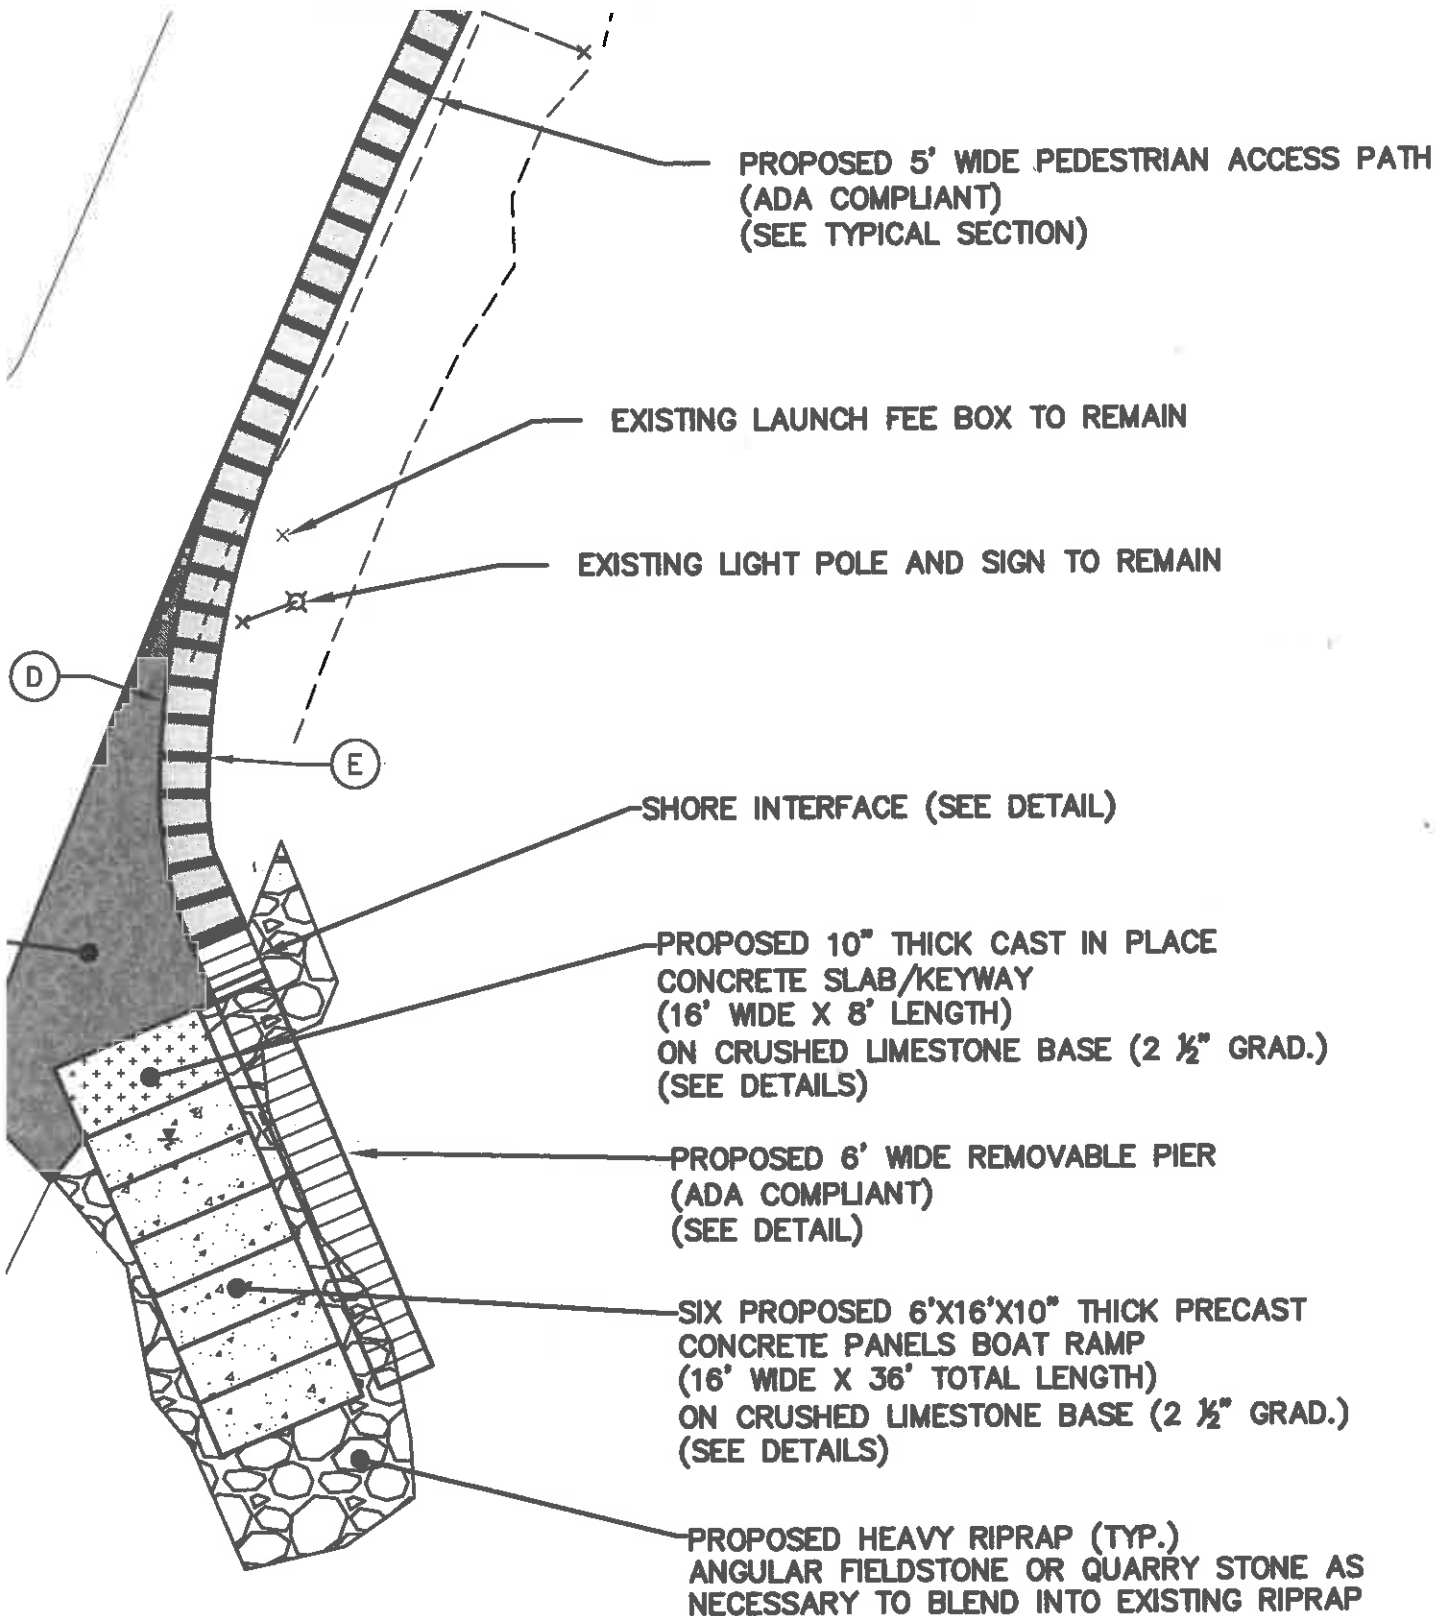 PROPOSED 5' WIDE PEDESTRIAN ACCESS PATH
(ADA COMPLIANT)
(SEE TYPICAL SECTION)
EXISTING LAUNCH FEE BOX TO REMAIN
EXISTING LIGHT POLE AND SIGN TO REMAIN
D
E
SHORE INTERFACE (SEE DETAIL)
PROPOSED 10" THICK CAST IN PLACE
CONCRETE SLAB/KEYWAY
(16' WIDE X 8' LENGTH)
ON CRUSHED LIMESTONE BASE (2 ½" GRAD.)
(SEE DETAILS)
PROPOSED 6' WIDE REMOVABLE PIER
(ADA COMPLIANT)
(SEE DETAIL)
SIX PROPOSED 6'X16'X10" THICK PRECAST
CONCRETE PANELS BOAT RAMP
(16' WIDE X 36' TOTAL LENGTH)
ON CRUSHED LIMESTONE BASE (2 ½" GRAD.)
(SEE DETAILS)
PROPOSED HEAVY RIPRAP (TYP.)
ANGULAR FIELDSTONE OR QUARRY STONE AS
NECESSARY TO BLEND INTO EXISTING RIPRAP